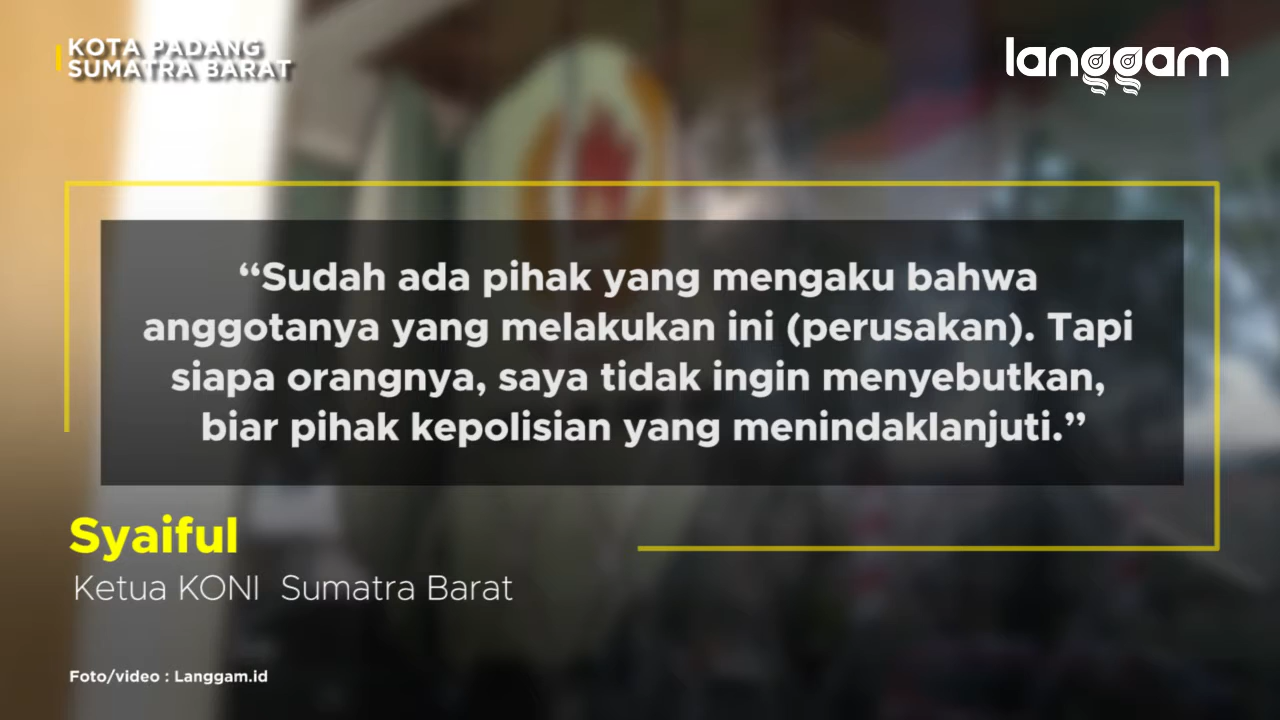 KOTA PADANG
SUMATRA BARAT
langgam
“Sudah ada pihak yang mengaku bahwa
anggotanya yang melakukan ini (perusakan). Tapi
siapa orangnya, saya tidak ingin menyebutkan,
biar pihak kepolisian yang menindaklanjuti.”
Syaiful
Ketua KONI  Sumatra Barat
Foto/video : Langgam.id